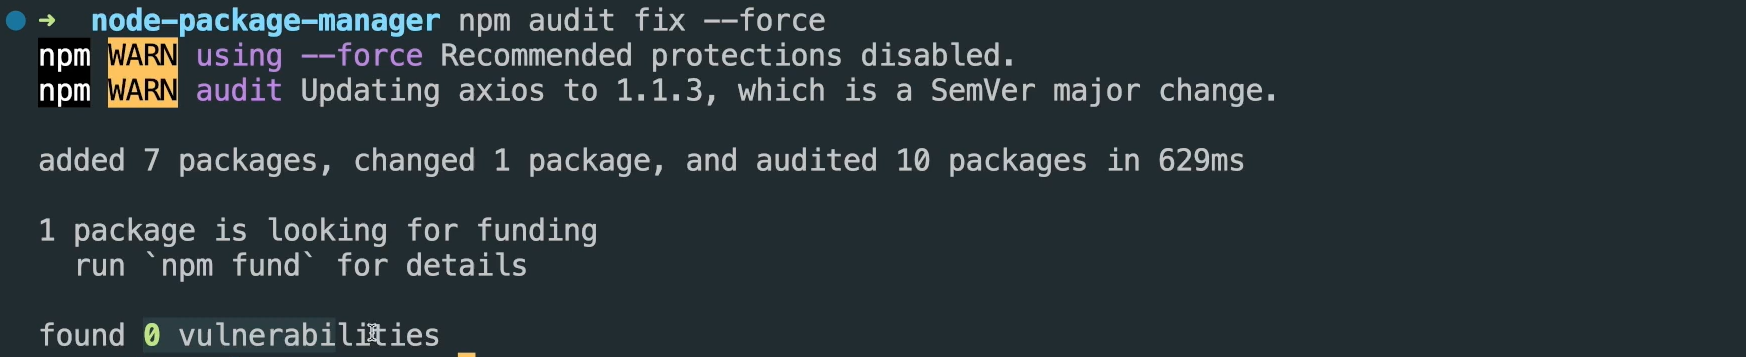 ➜ node-package-manager npm audit fix --force
npm WARN using --force Recommended protections disabled.
npm WARN audit Updating axios to 1.1.3, which is a SemVer major change.
added 7 packages, changed 1 package, and audited 10 packages in 629ms
1 package is looking for funding
run `npm fund` for details
found 0 vulnerabilities